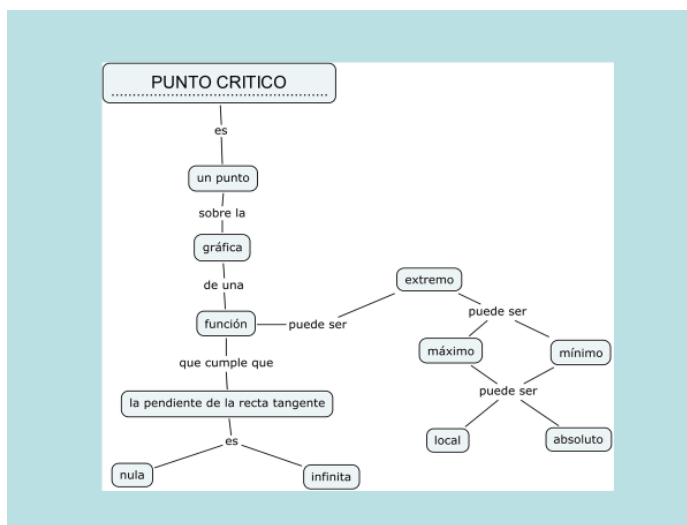 PUNTO CRITICO
es
un punto
sobre la
gráfica
de una
función
puede ser
extremo
puede ser
máximo
mínimo
puede ser
local
absoluto
que cumple que
la pendiente de la recta tangente
es
nula
infinita